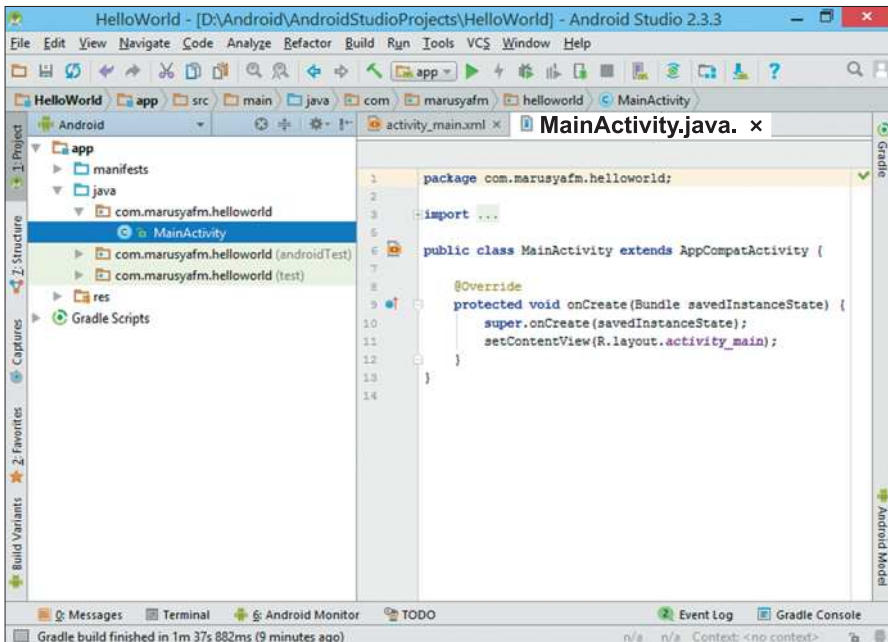 HelloWorld - [D:\Android\AndroidStudioProjects\HelloWorld] - Android Studio 2.3.3
File Edit View Navigate Code Analyze Refactor Build Run Tools VCS Window Help
app
HelloWorld app src main java com marusyafm helloworld MainActivity
Android
activity_main.xml × MainActivity.java. ×
1: Project
Z: Structure
Captures
2: Favorites
Build Variants
app
manifests
java
com.marusyafm.helloworld
MainActivity
com.marusyafm.helloworld (androidTest)
com.marusyafm.helloworld (test)
res
Gradle Scripts
1 package com.marusyafm.helloworld;
2
3 import ...
5
6 public class MainActivity extends AppCompatActivity {
7
8 @Override
9 protected void onCreate(Bundle savedInstanceState) {
10 super.onCreate(savedInstanceState);
11 setContentView(R.layout.activity_main);
12 }
13 }
14
Gradle
Android Model
0: Messages Terminal 6: Android Monitor TODO 2 Event Log Gradle Console
Gradle build finished in 1m 37s 882ms (9 minutes ago) n/a n/a Context: <no context>